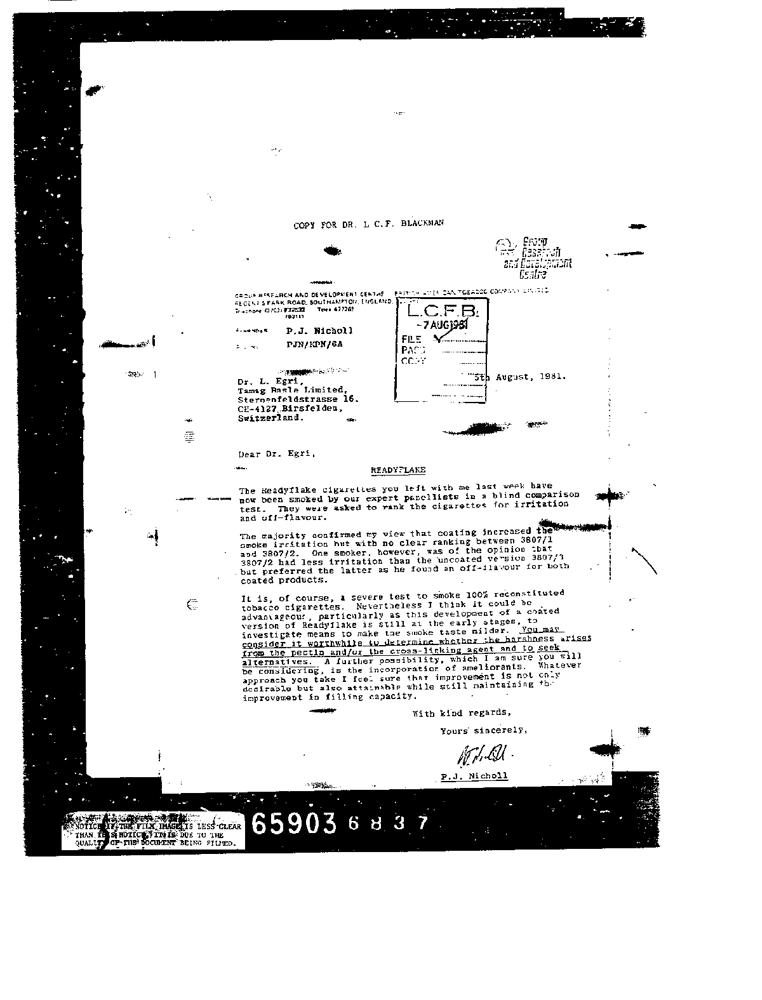 COPY FOR DR. L C.F. BLACKMAN
Group
Research
and Development
Centre
GROUP RESEARCH AND DEVELOPMENT CENTRE
REGENT'S PARK ROAD, SOUTHAMPTON, ENGLAND.
L.C.F.B.
-7 AUG 1981
FILE
COPY
P.J. Nicholl
PJN/KPN/GA
5th August, 1981.
Dr. L. Egri,
Tamag Basle Limited,
Sternenfeldstrasse 16.
CH-4127 Birsfelden,
Switzerland.
Dear Dr. Egri,
READYFLAKE
The Readyflake cigarettes you left with me last week have
now been smoked by our expert panellists in a blind comparison
test. They were asked to rank the cigarettes for irritation
and off-flavour.
The majority confirmed my view that coating increased the
smoke irritation but with no clear ranking between 3807/1
and 3807/2. One smoker, however, was of the opinion that
3807/2 had less irritation than the uncoated version 3807/3
but preferred the latter as he found an off-flavour for both
coated products.
It is, of course, a severe test to smoke 100% reconstituted
tobacco cigarettes. Nevertheless I think it could be
advantageous, particularly as this development of a coated
version of Readyflake is still at the early stages, to
investigate means to make the smoke taste milder. You may
consider it worthwhile to determine whether the harshness arises
from the pectin and/or the cross-linking agent and to seek
alternatives. A further possibility, which I am sure you will
be considering, is the incorporation of ameliorants. Whatever
approach you take I feel sure that improvement is not only
desirable but also attainable while still maintaining the
improvement in filling capacity.
With kind regards,
Yours sincerely,
P.J. Nicholl
NOTICE IF THE FILM IMAGE IS LESS CLEAR
THAN THIS NOTICE, IT IS DUE TO THE
QUALITY OF THE DOCUMENT BEING FILMED.
65903 6837